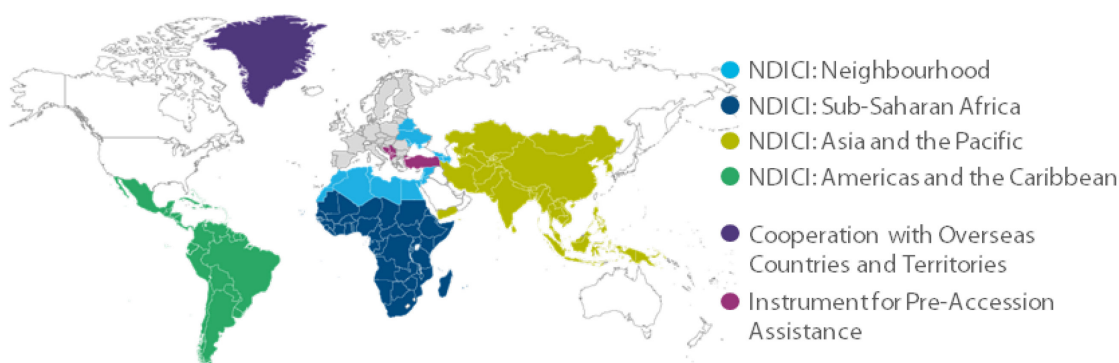 NDICI: Neighbourhood
NDICI: Sub-Saharan Africa
NDICI: Asia and the Pacific
NDICI: Americas and the Caribbean
Cooperation with Overseas
Countries and Territories
Instrument for Pre-Accession
Assistance